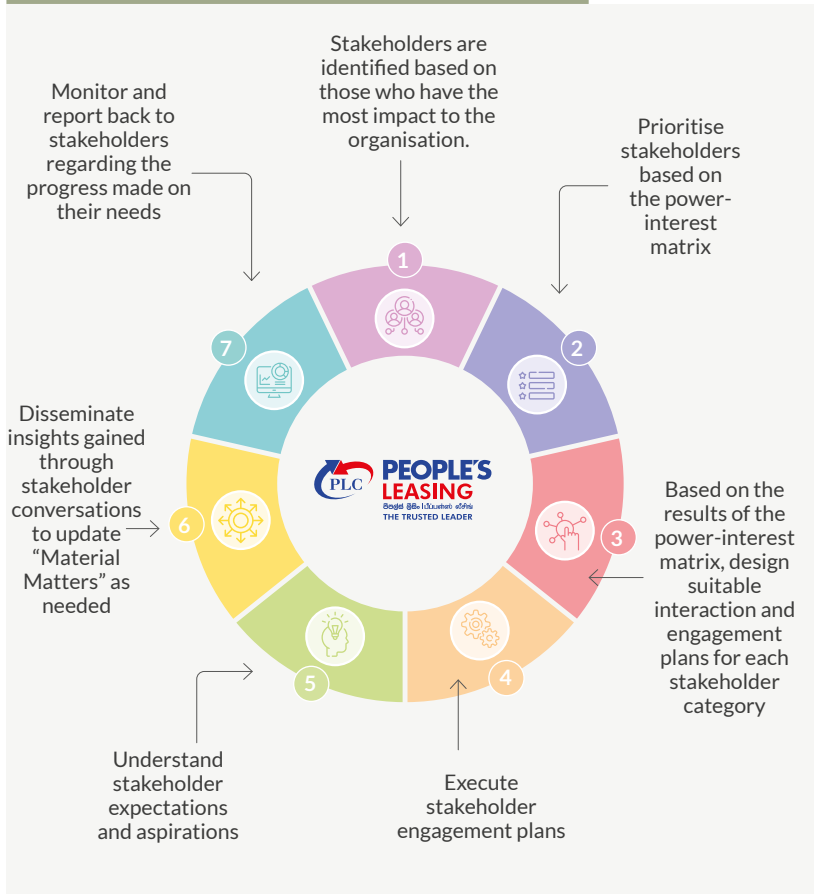 Stakeholders are
identified based on
those who have the
most impact to the
organisation.
1
Prioritise
stakeholders
based on
the power-
interest
matrix
2
Based on the
results of the
power-interest
matrix, design
suitable
interaction and
engagement
plans for each
stakeholder
category
3
Execute
stakeholder
engagement plans
4
Understand
stakeholder
expectations
and aspirations
5
Disseminate
insights gained
through
stakeholder
conversations
to update
“Material
Matters” as
needed
6
Monitor and
report back to
stakeholders
regarding the
progress made on
their needs
7
PLC
PEOPLE'S
LEASING
පීපල්ස් ලීසිං பீப்பள்ஸ் லீசிங்
THE TRUSTED LEADER